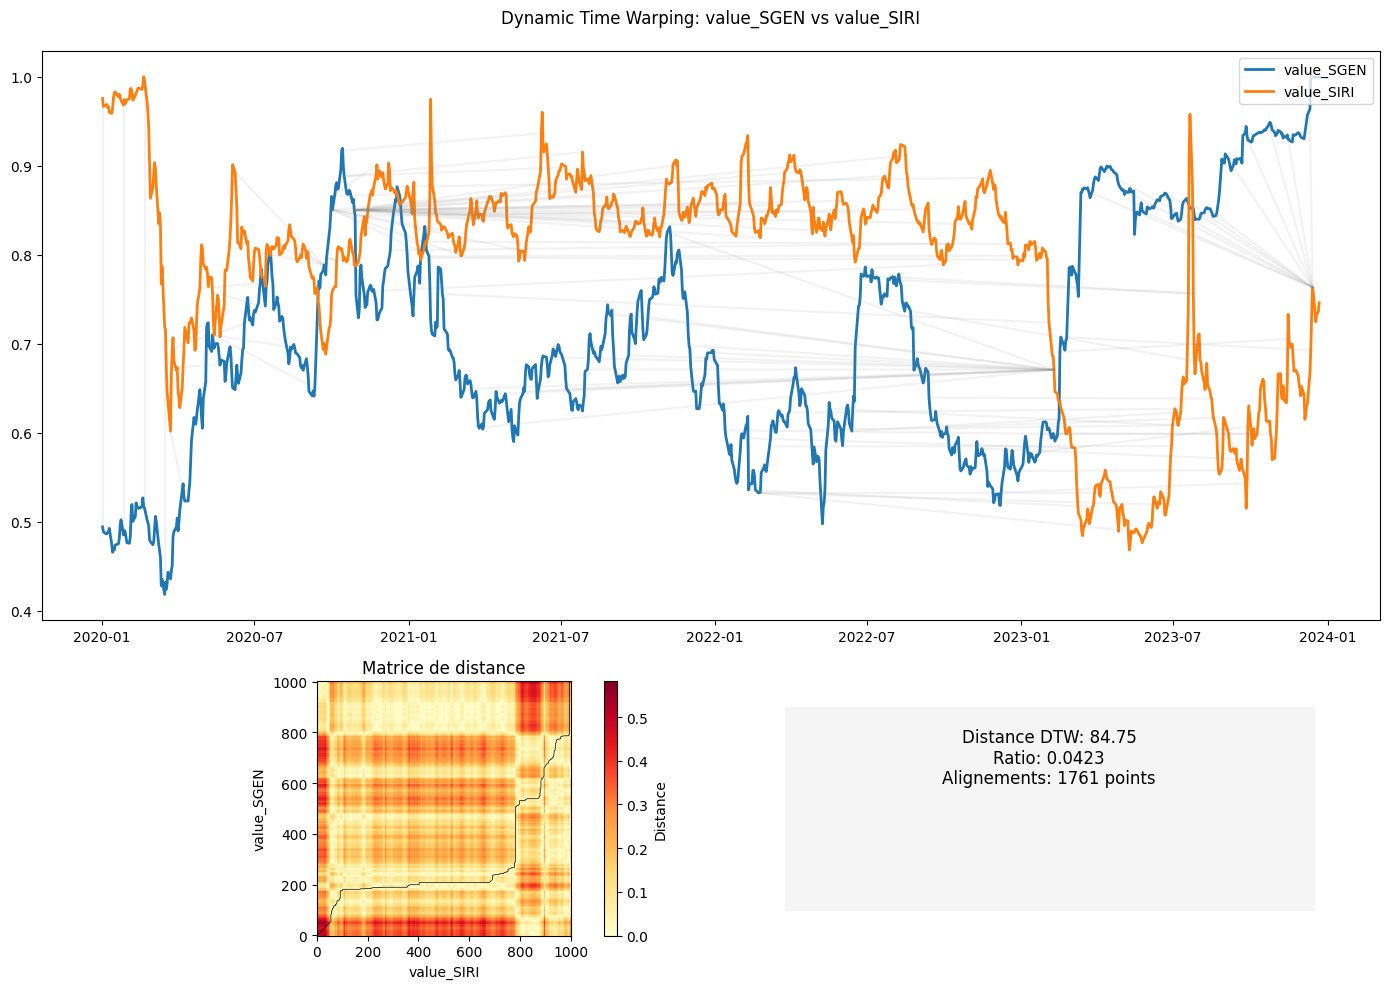 Dynamic Time Warping: value_SGEN vs value_SIRI
value_SGEN
value_SIRI
1.0
0.9
0.8
0.7
0.6
0.5
0.4
2020-01 2020-07 2021-01 2021-07 2022-01 2022-07 2023-01 2023-07 2024-01
Matrice de distance
value_SGEN
1000
800
600
400
200
0
0 200 400 600 800 1000
value_SIRI
0.5
0.4
0.3
0.2
0.1
0.0
Distance
Distance DTW: 84.75
Ratio: 0.0423
Alignements: 1761 points